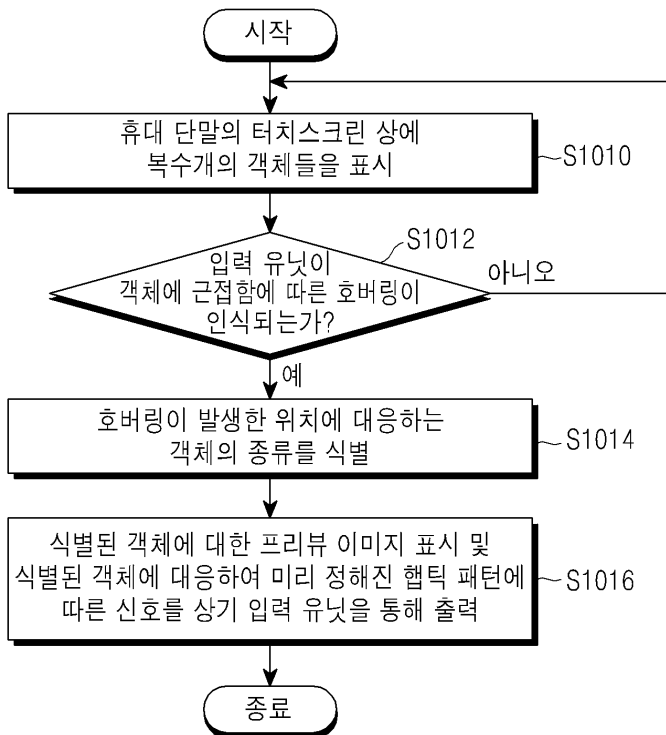 시작
휴대 단말의 터치스크린 상에
복수개의 객체들을 표시
S1010
S1012
입력 유닛이
객체에 근접함에 따른 호버링이
인식되는가?
아니오
예
호버링이 발생한 위치에 대응하는
객체의 종류를 식별
S1014
식별된 객체에 대한 프리뷰 이미지 표시 및
식별된 객체에 대응하여 미리 정해진 햅틱 패턴에
따른 신호를 상기 입력 유닛을 통해 출력
S1016
종료